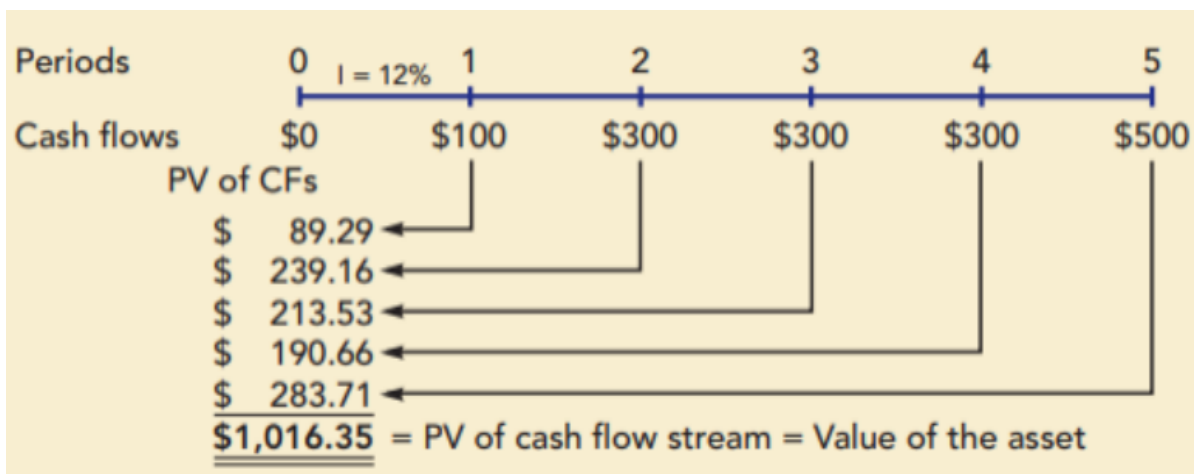 Periods 0 I = 12% 1 2 3 4 5
Cash flows $0 $100 $300 $300 $300 $500
PV of CFs
$ 89.29
$ 239.16
$ 213.53
$ 190.66
$ 283.71
$1,016.35 = PV of cash flow stream = Value of the asset